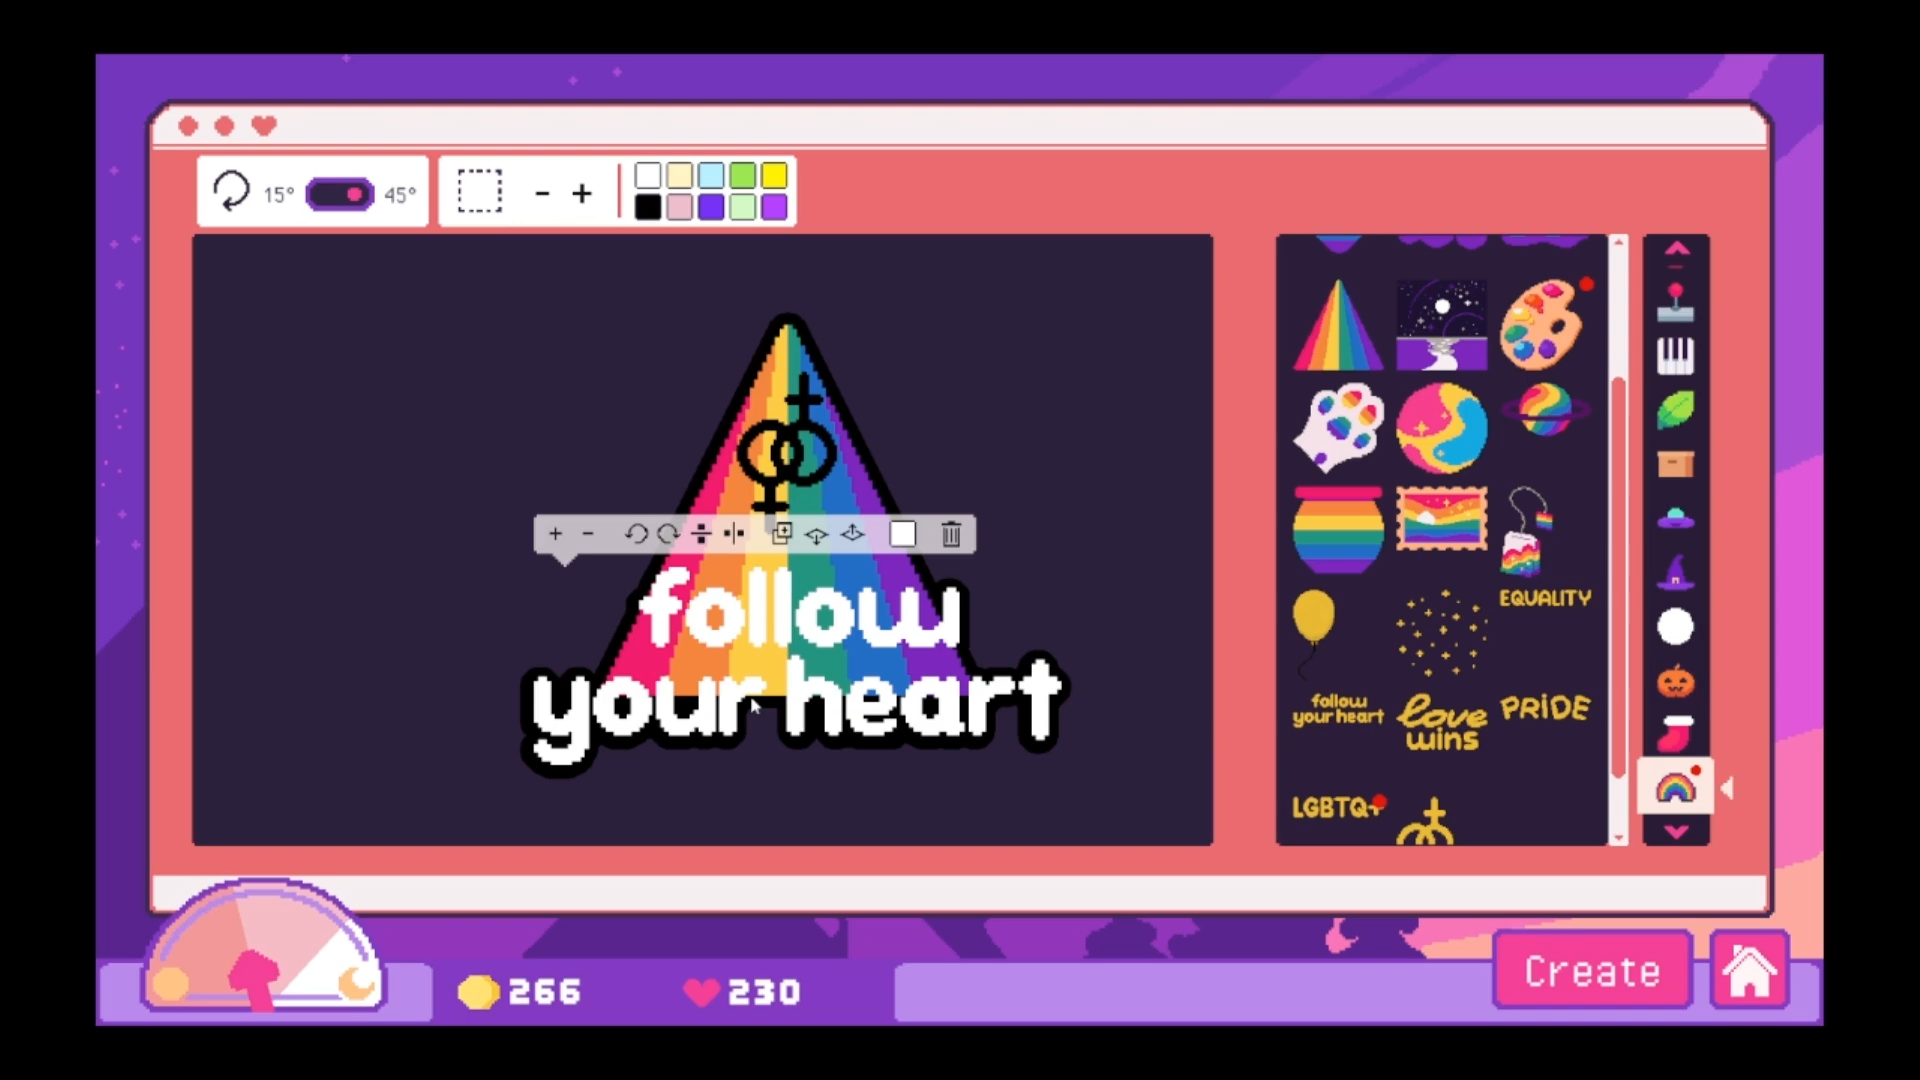 15° 45° - +
follow
your heart
EQUALITY
follow
your heart
love
wins
PRIDE
LGBTQ+
266 230
Create